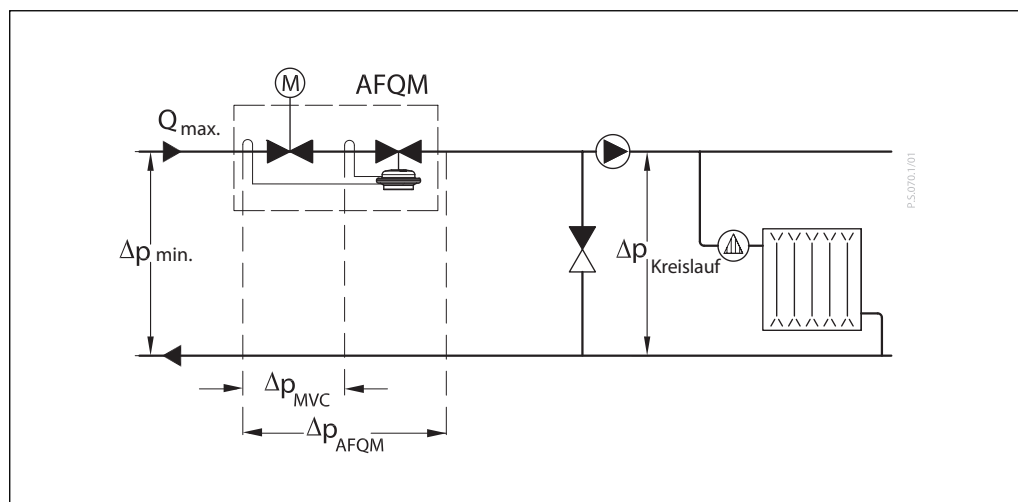 M
AFQM
Q max.
P.S.070.1/01
Δp min.
Δp Kreislauf
Δp MVC
Δp AFQM